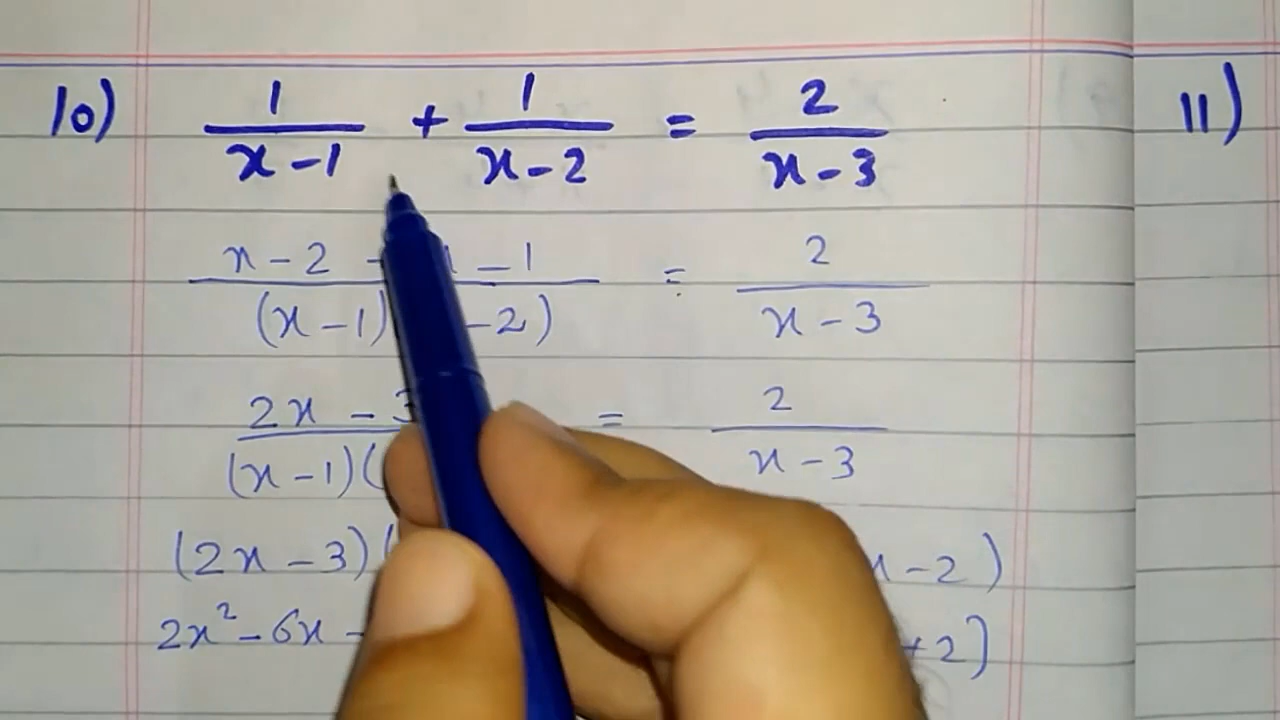 10) 1/(x-1) + 1/(x-2) = 2/(x-3)
11)
x-2 - 1 / (x-1) -2) = 2/(x-3)
2x-3 / (x-1)( = 2/(x-3)
(2x-3)( x-2)
2x²-6x- +2]